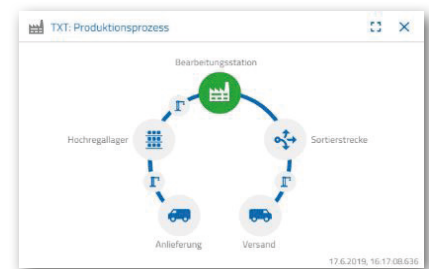 TXT: Produktionsprozess
Bearbeitungsstation
Hochregallager
Sortierstrecke
Anlieferung
Versand
17.6.2019, 16:17:08.636